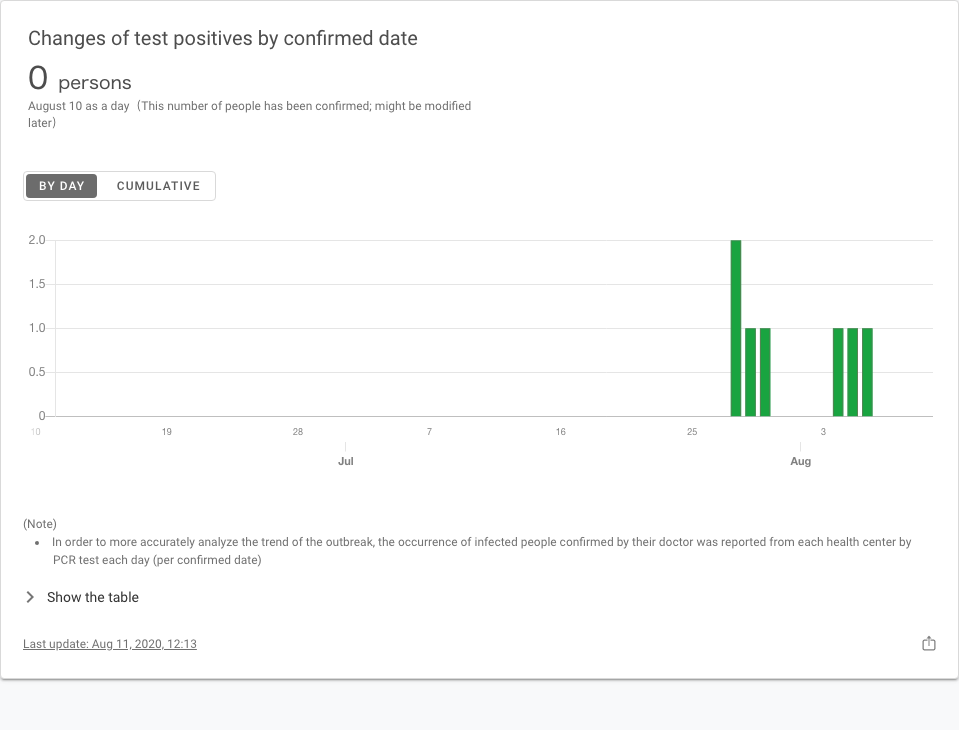 Changes of test positives by confirmed date
0 persons
August 10 as a day（This number of people has been confirmed; might be modified
later）
BY DAY CUMULATIVE
2.0
1.5
1.0
0.5
0
10 19 28 7 16 25 3
Jul Aug
(Note)
• In order to more accurately analyze the trend of the outbreak, the occurrence of infected people confirmed by their doctor was reported from each health center by
PCR test each day (per confirmed date)
Show the table
Last update: Aug 11, 2020, 12:13